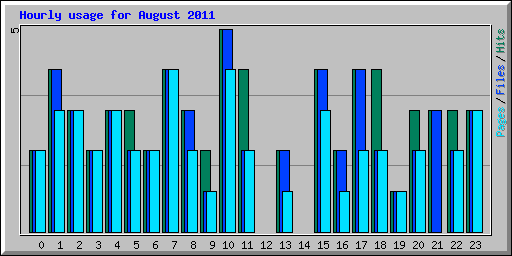 Hourly usage for August 2011
5
Pages/Files/Hits
0 1 2 3 4 5 6 7 8 9 10 11 12 13 14 15 16 17 18 19 20 21 22 23